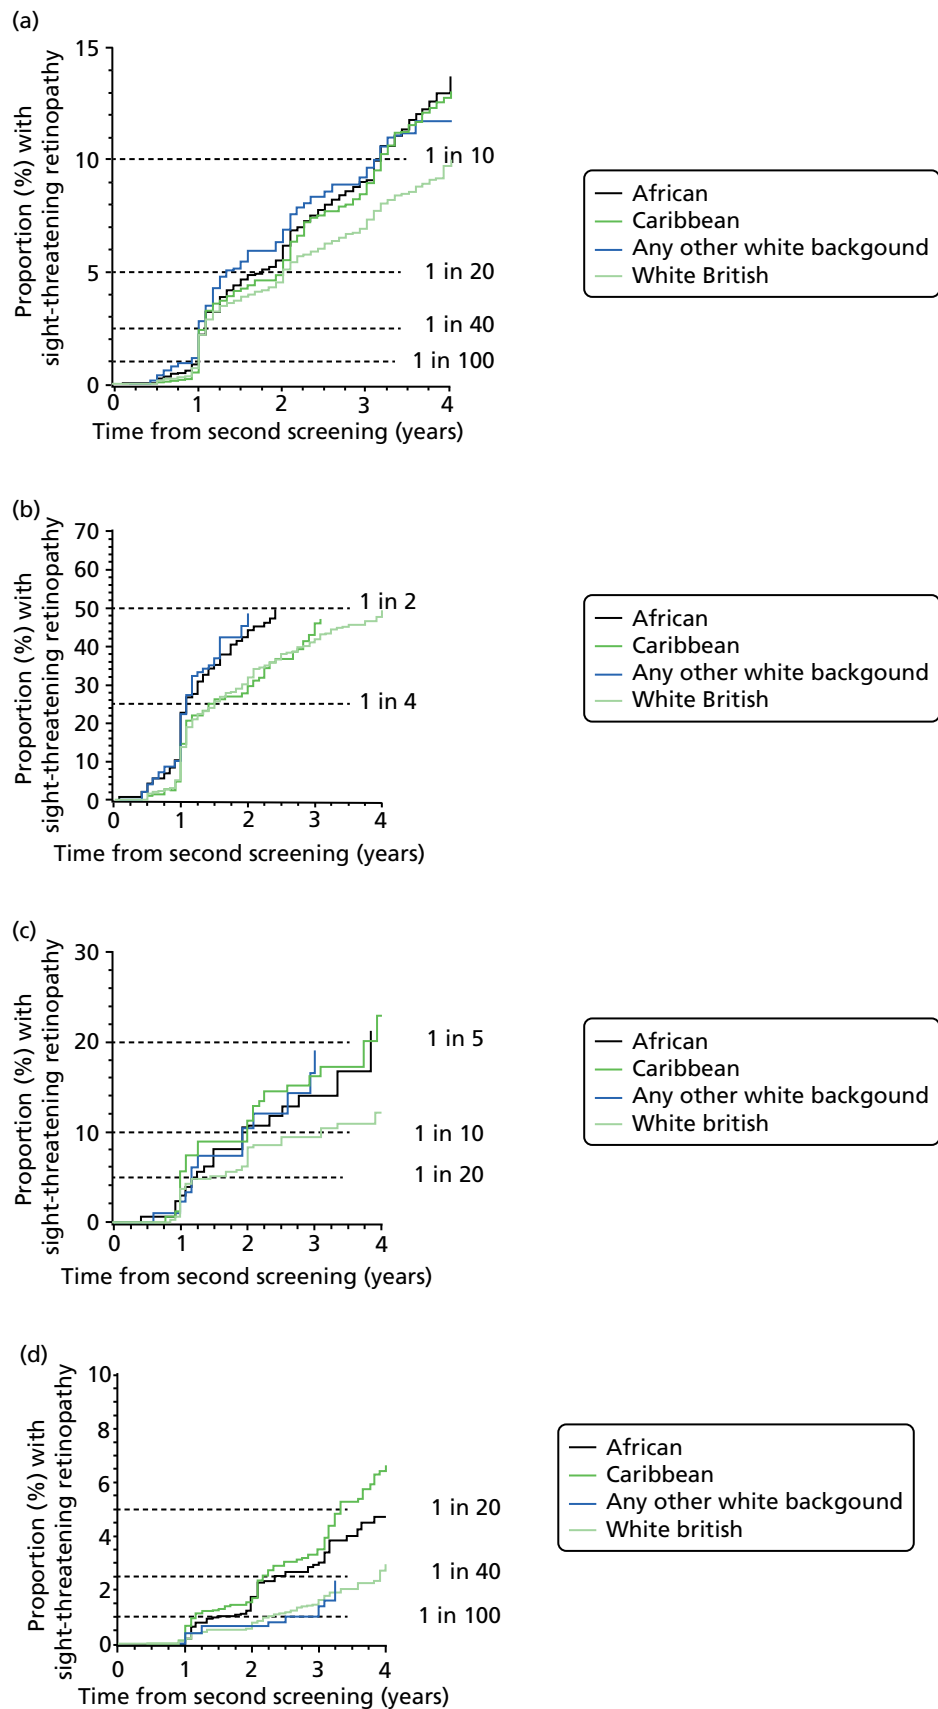 (a)
Proportion (%) with
sight-threatening retinopathy
15
10
5
0
1 in 10
1 in 20
1 in 40
1 in 100
0 1 2 3 4
Time from second screening (years)
African
Caribbean
Any other white backgound
White British
(b)
Proportion (%) with
sight-threatening retinopathy
70
60
50
40
30
20
10
0
1 in 2
1 in 4
0 1 2 3 4
Time from second screening (years)
African
Caribbean
Any other white backgound
White British
(c)
Proportion (%) with
sight-threatening retinopathy
30
20
10
0
1 in 5
1 in 10
1 in 20
0 1 2 3 4
Time from second screening (years)
African
Caribbean
Any other white backgound
White british
(d)
Proportion (%) with
sight-threatening retinopathy
10
8
6
4
2
0
1 in 20
1 in 40
1 in 100
0 1 2 3 4
Time from second screening (years)
African
Caribbean
Any other white backgound
White british